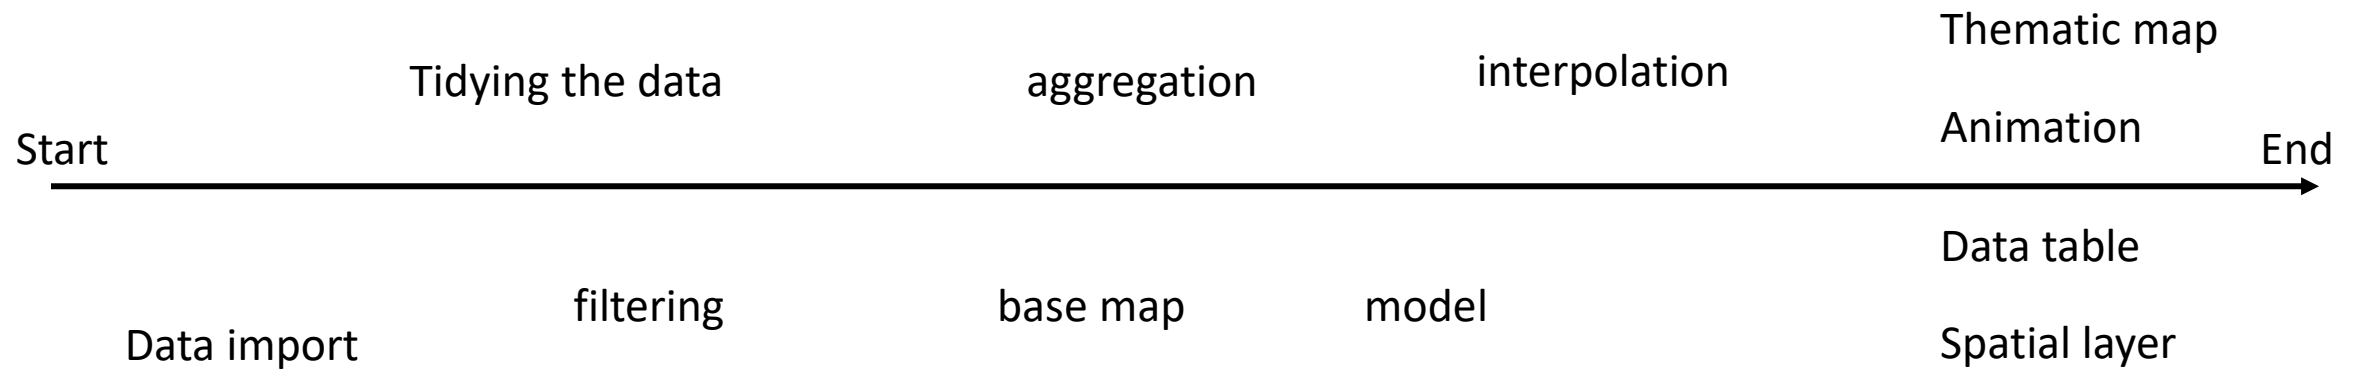 Thematic map
Tidying the data
aggregation
interpolation
Animation
Start
End
Data table
filtering
base map
model
Data import
Spatial layer